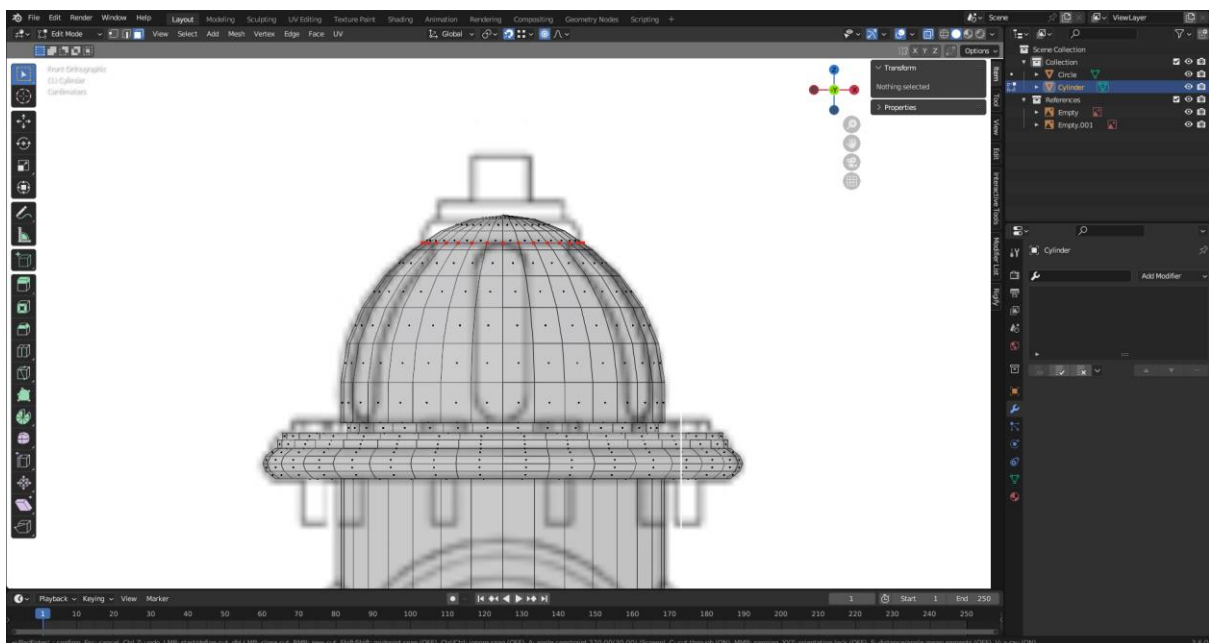 File Edit Render Window Help Layout Modeling Sculpting UV Editing Texture Paint Shading Animation Rendering Compositing Geometry Nodes Scripting + Scene ViewLayer
Edit Mode View Select Add Mesh Vertex Edge Face UV Global
X Y Z Options
Front Orthographic
(1) Cylinder
Centimeters
Z
Y
X
Transform
Nothing selected
Properties
Item
Tool
View
Edit
Interactive Tools
Modifier List
Rigify
Scene Collection
Collection
Circle
Cylinder
References
Empty
Empty.001
Cylinder
Add Modifier
Playback Keying View Marker 1 Start 1 End 250
1 10 20 30 40 50 60 70 80 90 100 110 120 130 140 150 160 170 180 190 200 210 220 230 240 250